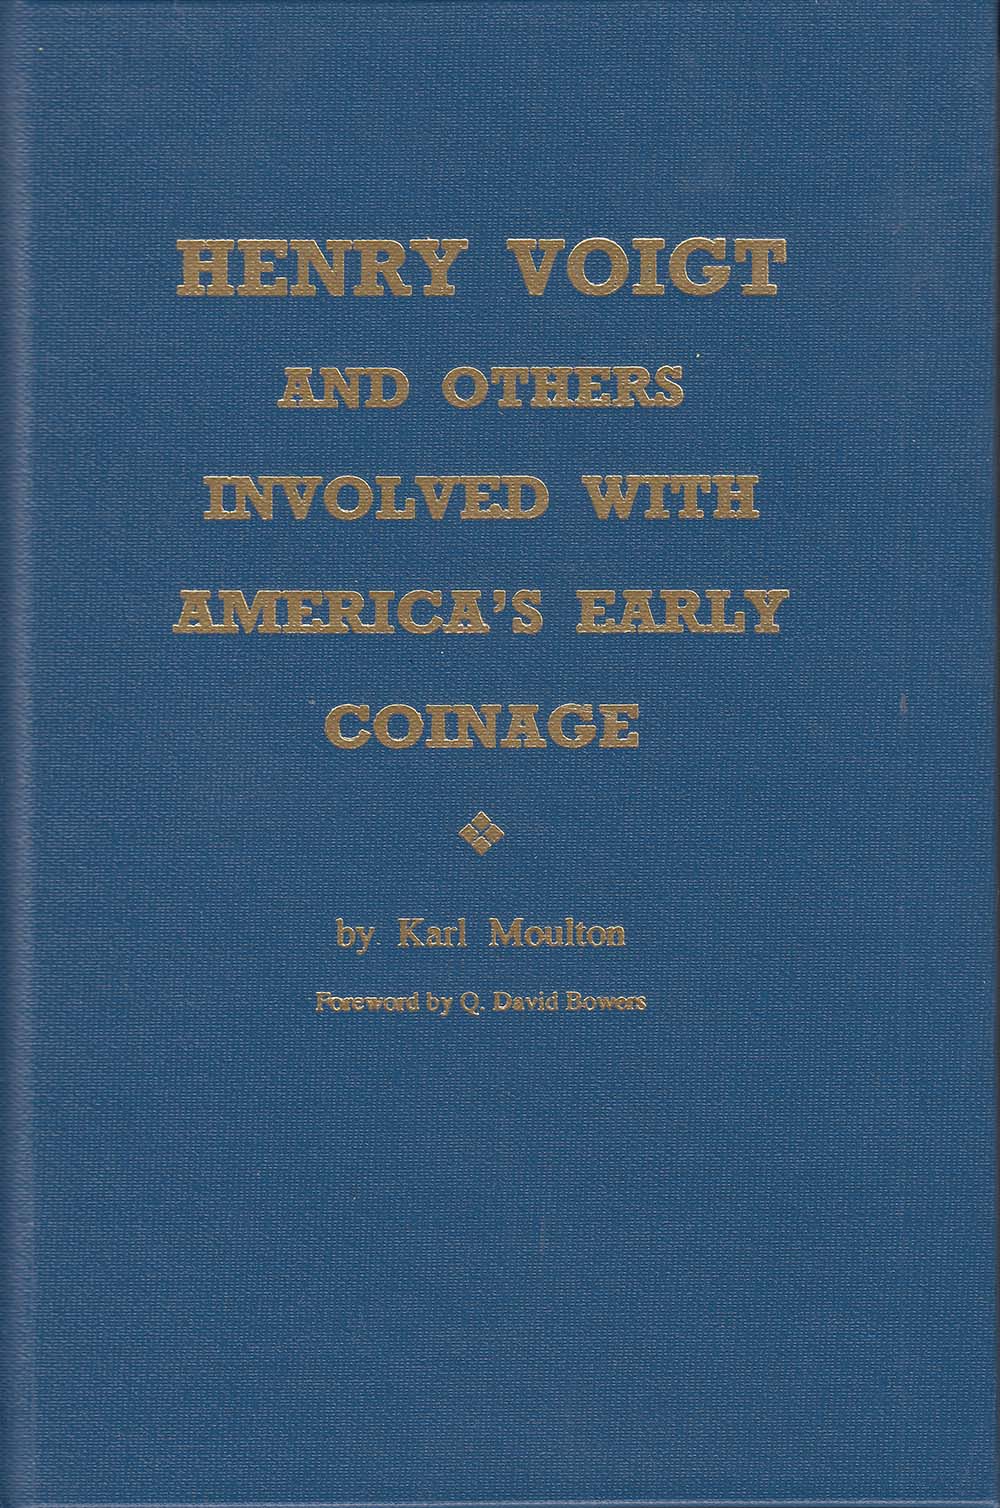 HENRY VOIGT
AND OTHERS
INVOLVED WITH
AMERICA'S EARLY
COINAGE
by Karl Moulton
Foreword by Q. David Bowers